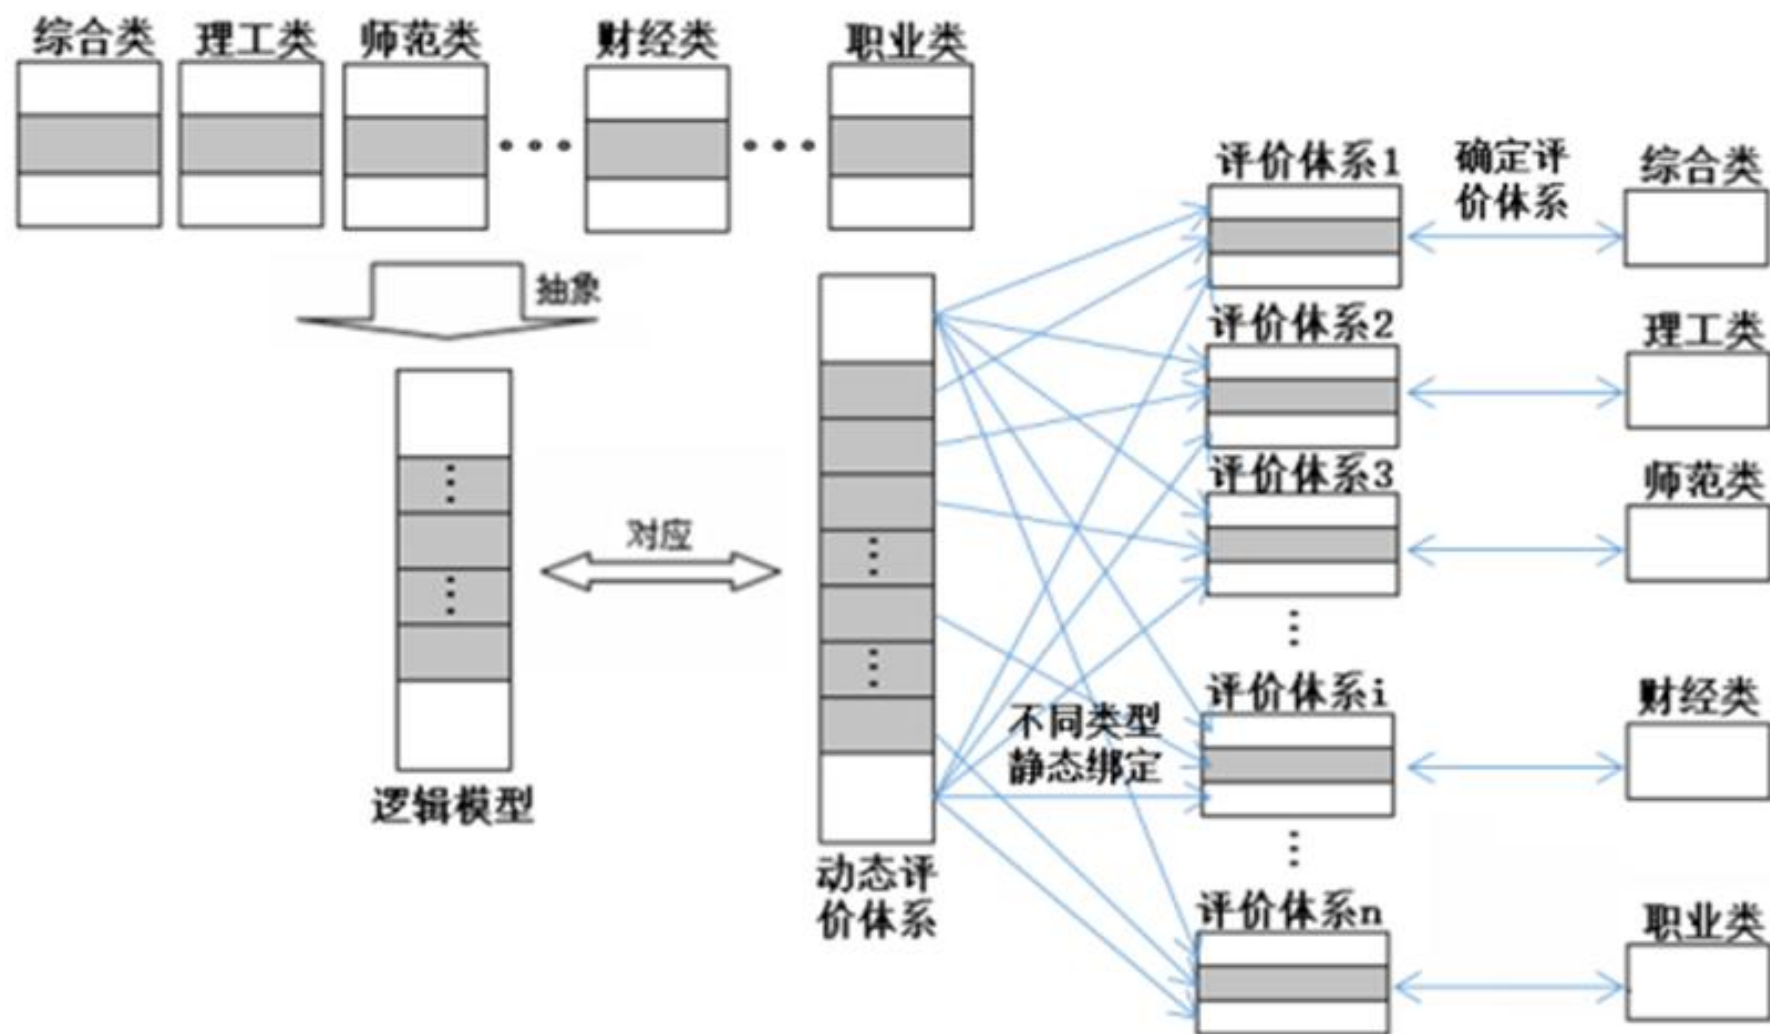 综合类
理工类
师范类
财经类
职业类
抽象
逻辑模型
对应
动态评
价体系
不同类型
静态绑定
评价体系1
评价体系2
评价体系3
评价体系i
评价体系n
确定评
价体系
综合类
理工类
师范类
财经类
职业类